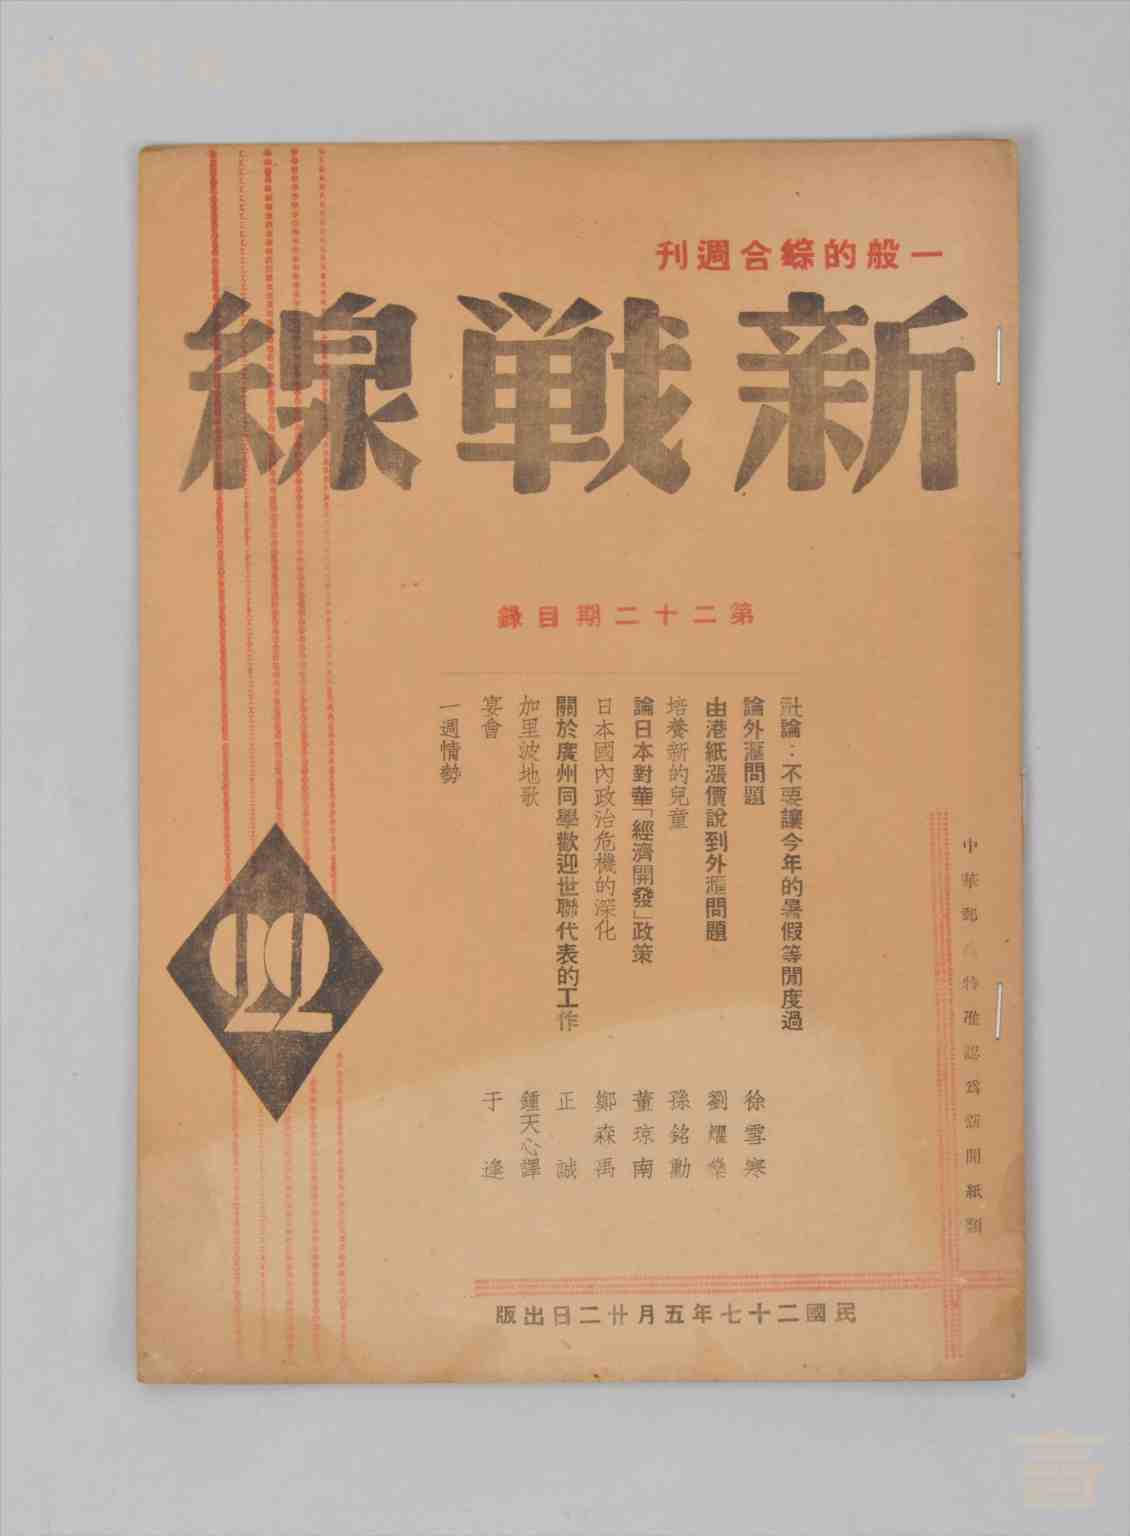 一般的綜合週刊
新戦線
第二十二期目錄
社論：不要讓今年的暑假等閒度過
論外滙問題 徐雪寒
由港紙漲價說到外滙問題 劉燿燊
培養新的兒童 孫銘勳
論日本對華「經濟開發」政策 董琼南
日本國內政治危機的深化 鄭森禹
關於廣州同學歡迎世聯代表的工作 正誠
加里波地歌 鍾天心譯
宴會 于逢
一週情勢
22
中華郵 特准認爲新聞紙類
民國二十七年五月廿二日出版